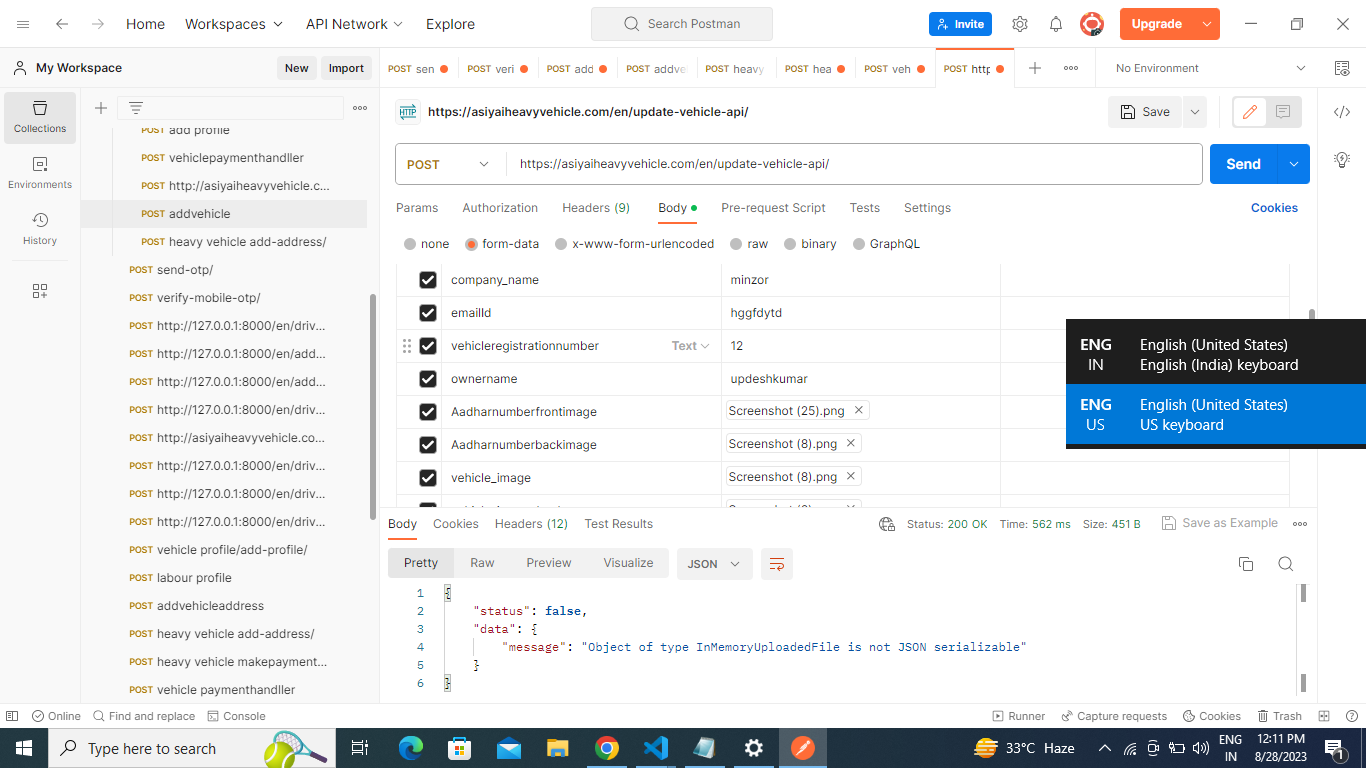 Home Workspaces API Network Explore Search Postman Invite Upgrade
My Workspace New Import
POST sen POST veri POST add POST addve POST heavy POST hea POST veh POST http No Environment
Collections
Environments
History
POST add profile
POST vehiclepaymenthandller
POST http://asiyaiheavyvehicle.c...
POST addvehicle
POST heavy vehicle add-address/
POST send-otp/
POST verify-mobile-otp/
POST http://127.0.0.1:8000/en/driv...
POST http://127.0.0.1:8000/en/add...
POST http://127.0.0.1:8000/en/add...
POST http://127.0.0.1:8000/en/driv...
POST http://asiyaiheavyvehicle.co...
POST http://127.0.0.1:8000/en/driv...
POST http://127.0.0.1:8000/en/driv...
POST http://127.0.0.1:8000/en/driv...
POST vehicle profile/add-profile/
POST labour profile
POST addvehicleaddress
POST heavy vehicle add-address/
POST heavy vehicle makepayment...
POST vehicle paymenthandller
HTTP https://asiyaiheavyvehicle.com/en/update-vehicle-api/ Save
POST https://asiyaiheavyvehicle.com/en/update-vehicle-api/ Send
Params Authorization Headers (9) Body Pre-request Script Tests Settings Cookies
none form-data x-www-form-urlencoded raw binary GraphQL
company_name minzor
emailId hggfdytd
vehicleregistrationnumber Text 12
ownername updeshkumar
Aadharnumberfrontimage Screenshot (25).png
Aadharnumberbackimage Screenshot (8).png
vehicle_image Screenshot (8).png
ENG English (United States)
IN English (India) keyboard
ENG English (United States)
US US keyboard
Body Cookies Headers (12) Test Results Status: 200 OK Time: 562 ms Size: 451 B Save as Example
Pretty Raw Preview Visualize JSON
1 {
2 "status": false,
3 "data": {
4 "message": "Object of type InMemoryUploadedFile is not JSON serializable"
5 }
6 }
Online Find and replace Console Runner Capture requests Cookies Trash
Type here to search 33°C Haze ENG IN 12:11 PM 8/28/2023 1